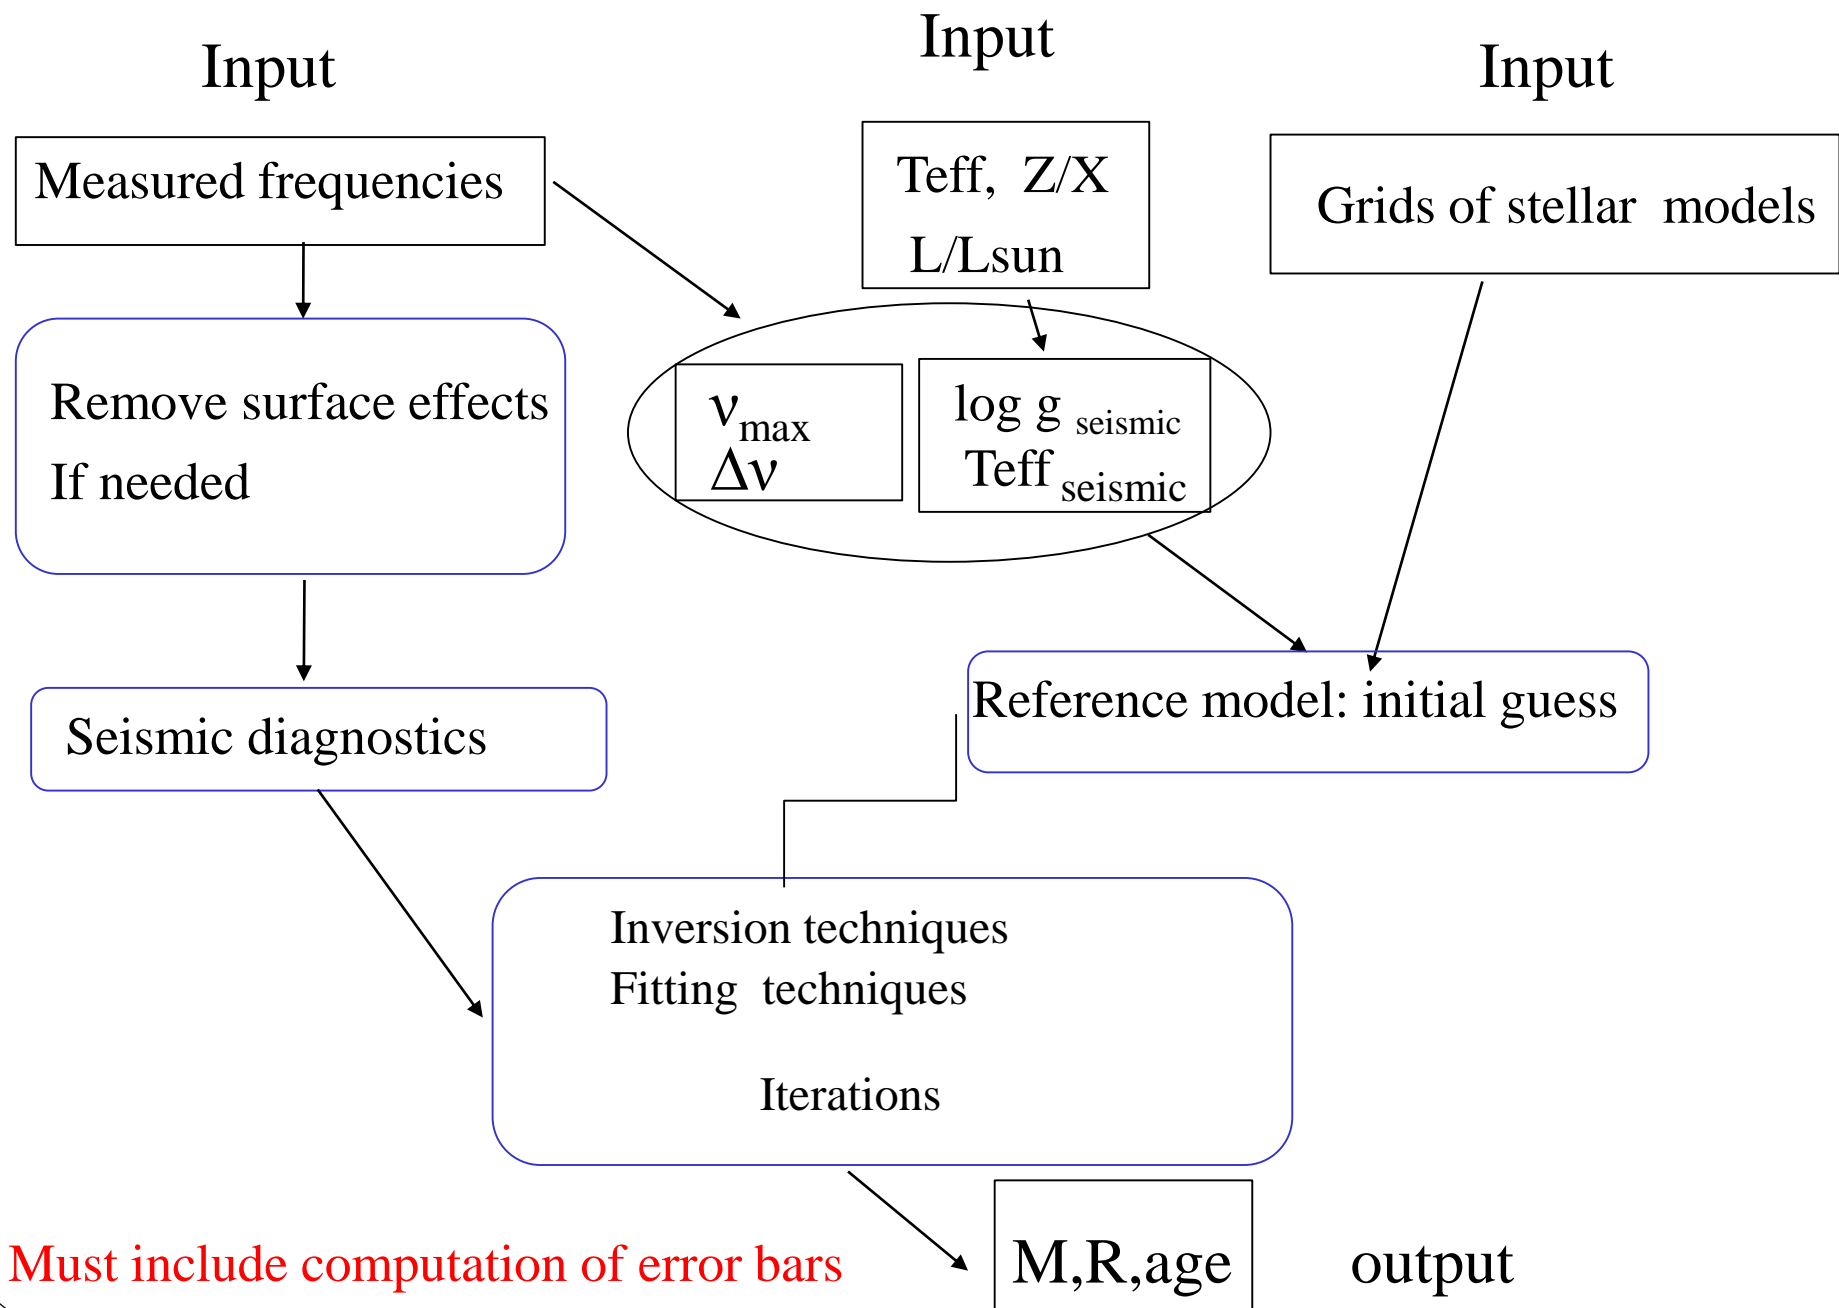 Input
Input
Input
Measured frequencies
Teff, Z/X
L/Lsun
Grids of stellar models
Remove surface effects
If needed
νmax
Δν
log g seismic
Teff seismic
Seismic diagnostics
Reference model: initial guess
Inversion techniques
Fitting techniques
Iterations
Must include computation of error bars
M,R,age
output